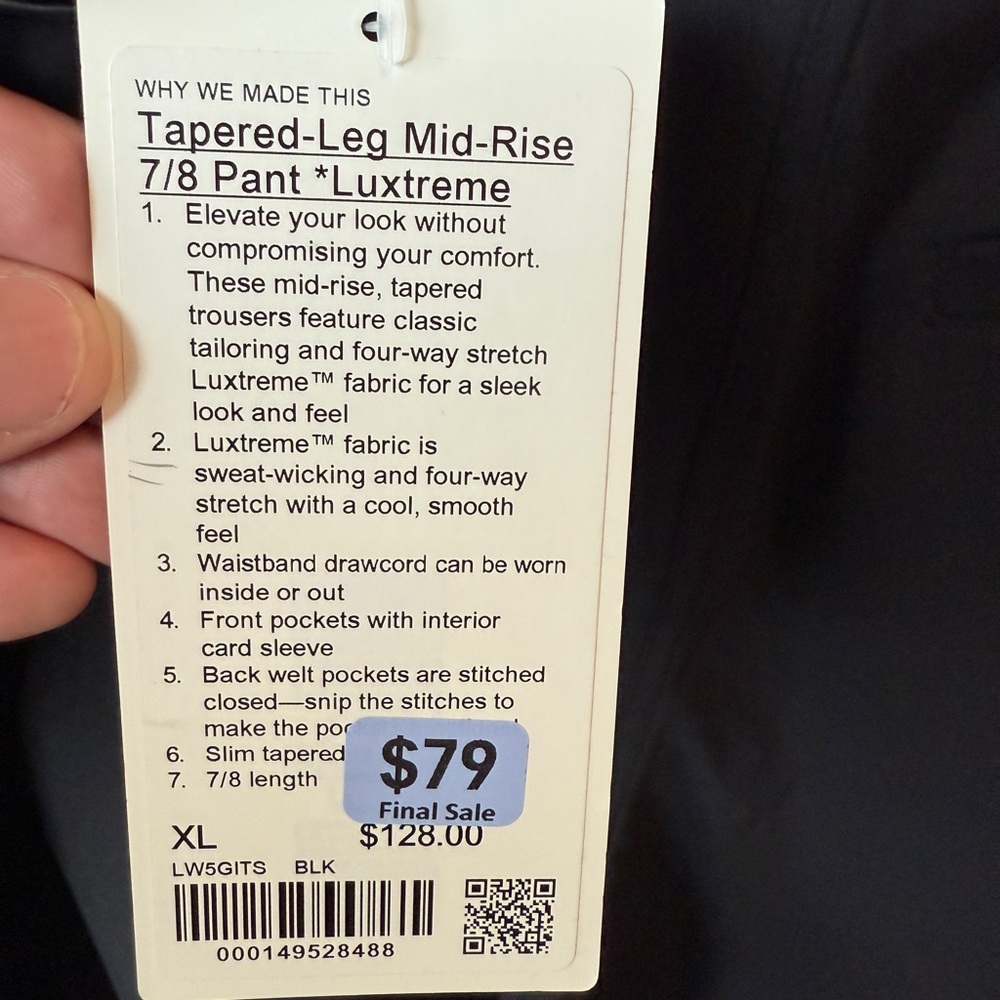 WHY WE MADE THIS
Tapered-Leg Mid-Rise
7/8 Pant *Luxtreme
1. Elevate your look without
compromising your comfort.
These mid-rise, tapered
trousers feature classic
tailoring and four-way stretch
Luxtreme™ fabric for a sleek
look and feel
2. Luxtreme™ fabric is
sweat-wicking and four-way
stretch with a cool, smooth
feel
3. Waistband drawcord can be worn
inside or out
4. Front pockets with interior
card sleeve
5. Back welt pockets are stitched
closed—snip the stitches to
make the
6. Slim tapered
7. 7/8 length
$79
Final Sale
XL $128.00
LW5GITS BLK
000149528488